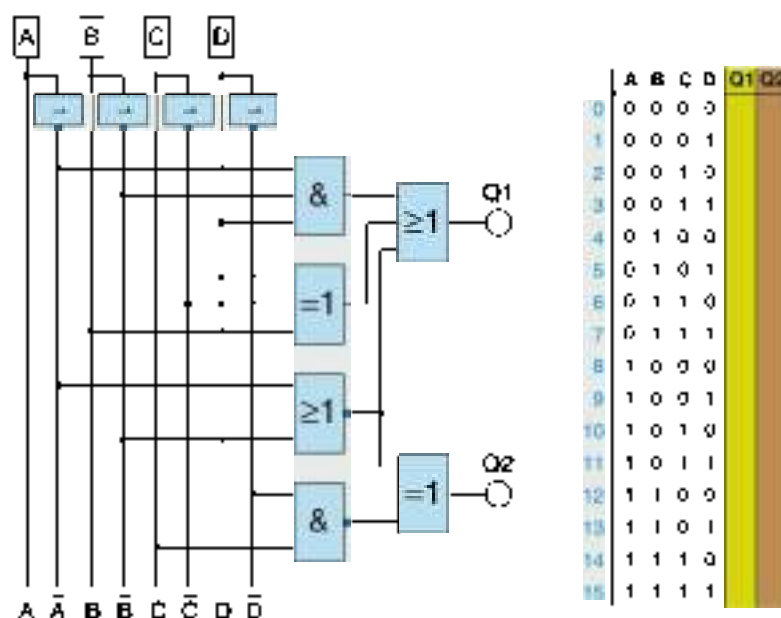 A B̅ C D
&
≥1
Q1
=1
≥1
=1
Q2
&
A A̅ B B̅ C C̅ D D̅
A B C D Q1 Q2
0 0 0 0 0
1 0 0 0 1
2 0 0 1 0
3 0 0 1 1
4 0 1 0 0
5 0 1 0 1
6 0 1 1 0
7 0 1 1 1
8 1 0 0 0
9 1 0 0 1
10 1 0 1 0
11 1 0 1 1
12 1 1 0 0
13 1 1 0 1
14 1 1 1 0
15 1 1 1 1